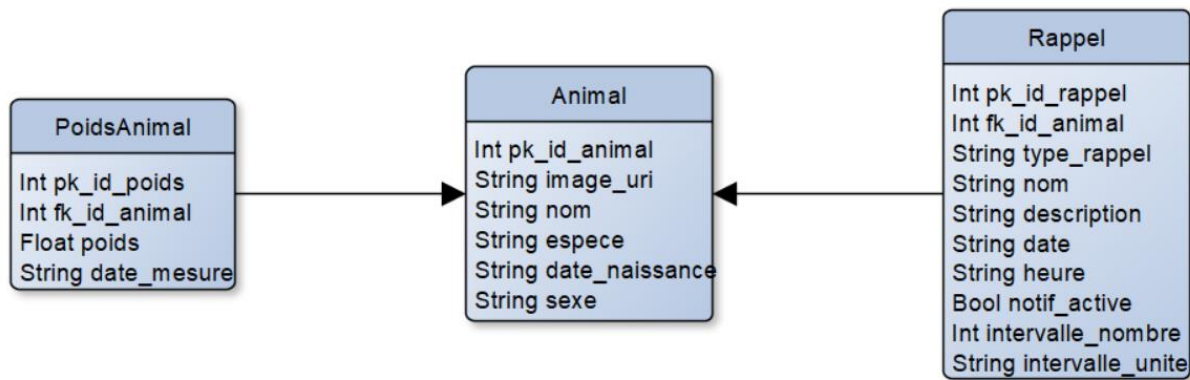 PoidsAnimal
Int pk_id_poids
Int fk_id_animal
Float poids
String date_mesure
Animal
Int pk_id_animal
String image_uri
String nom
String espece
String date_naissance
String sexe
Rappel
Int pk_id_rappel
Int fk_id_animal
String type_rappel
String nom
String description
String date
String heure
Bool notif_active
Int intervalle_nombre
String intervalle_unite